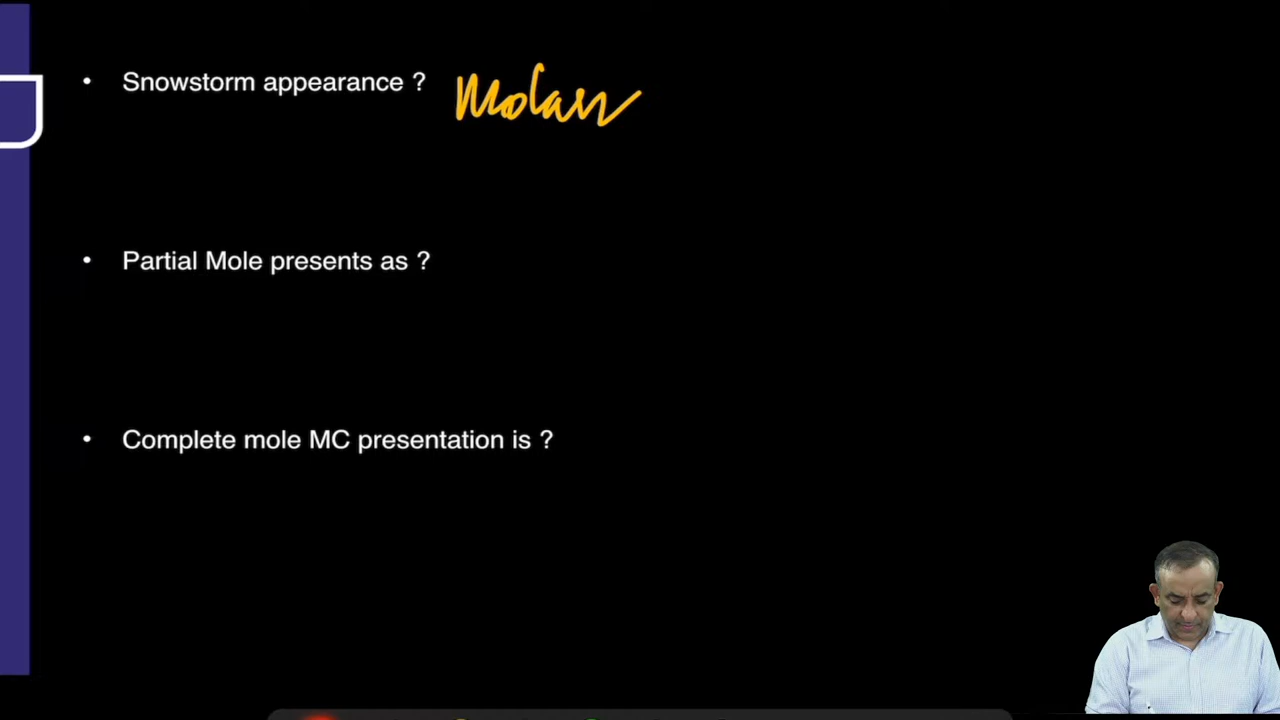 • Snowstorm appearance ? Molar
• Partial Mole presents as ?
• Complete mole MC presentation is ?